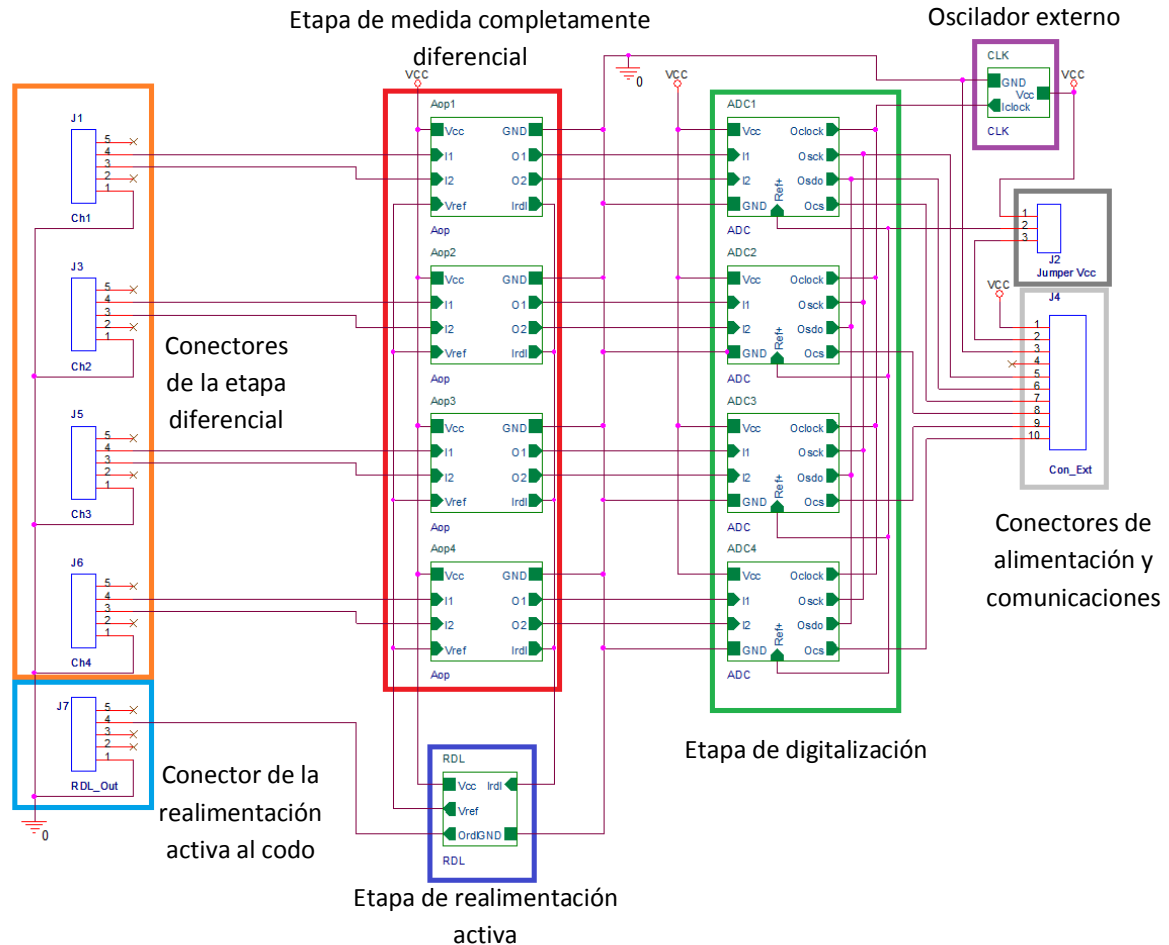 Etapa de medida completamente
diferencial
Oscilador externo
VCC
0
VCC
CLK
GND
Vcc
Iclock
CLK
VCC
J1
5
4
3
2
1
Ch1
J3
5
4
3
2
1
Ch2
Conectores
de la etapa
diferencial
J5
5
4
3
2
1
Ch3
J6
5
4
3
2
1
Ch4
J7
5
4
3
2
1
RDL_Out
0
Conector de la
realimentación
activa al codo
Aop1
Vcc GND
I1 O1
I2 O2
Vref Irdl
Aop
Aop2
Vcc GND
I1 O1
I2 O2
Vref Irdl
Aop
Aop3
Vcc GND
I1 O1
I2 O2
Vref Irdl
Aop
Aop4
Vcc GND
I1 O1
I2 O2
Vref Irdl
Aop
RDL
Vcc Irdl
Vref
Ordl GND
RDL
Etapa de realimentación
activa
ADC1
Vcc Oclock
I1 Osck
I2 Osdo
GND Ref+ Ocs
ADC
ADC2
Vcc Oclock
I1 Osck
I2 Osdo
GND Ref+ Ocs
ADC
ADC3
Vcc Oclock
I1 Osck
I2 Osdo
GND Ref+ Ocs
ADC
ADC4
Vcc Oclock
I1 Osck
I2 Osdo
GND Ref+ Ocs
ADC
Etapa de digitalización
1
2
3
J2
Jumper Vcc
VCC
J4
1
2
3
4
5
6
7
8
9
10
Con_Ext
Conectores de
alimentación y
comunicaciones